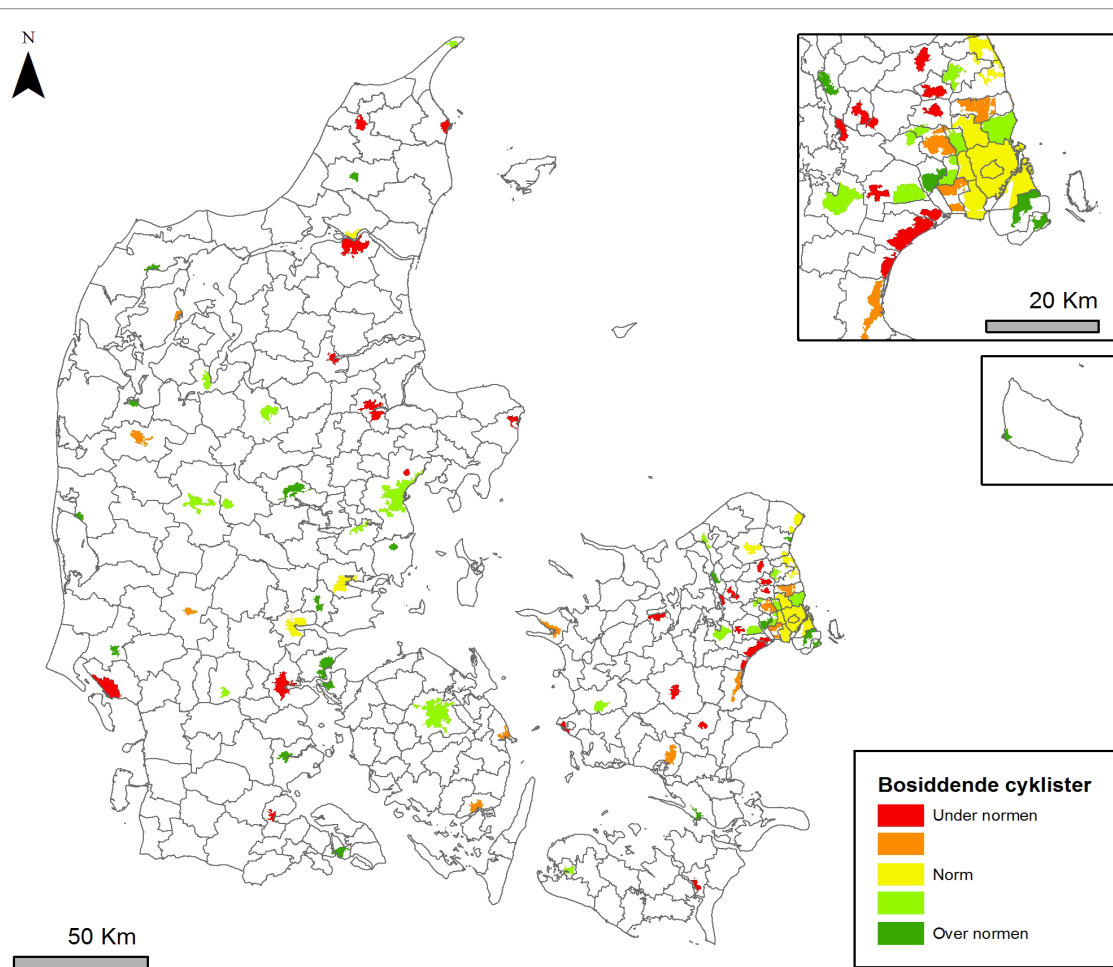 N
20 Km
Bosiddende cyklister
Under normen
Norm
Over normen
50 Km